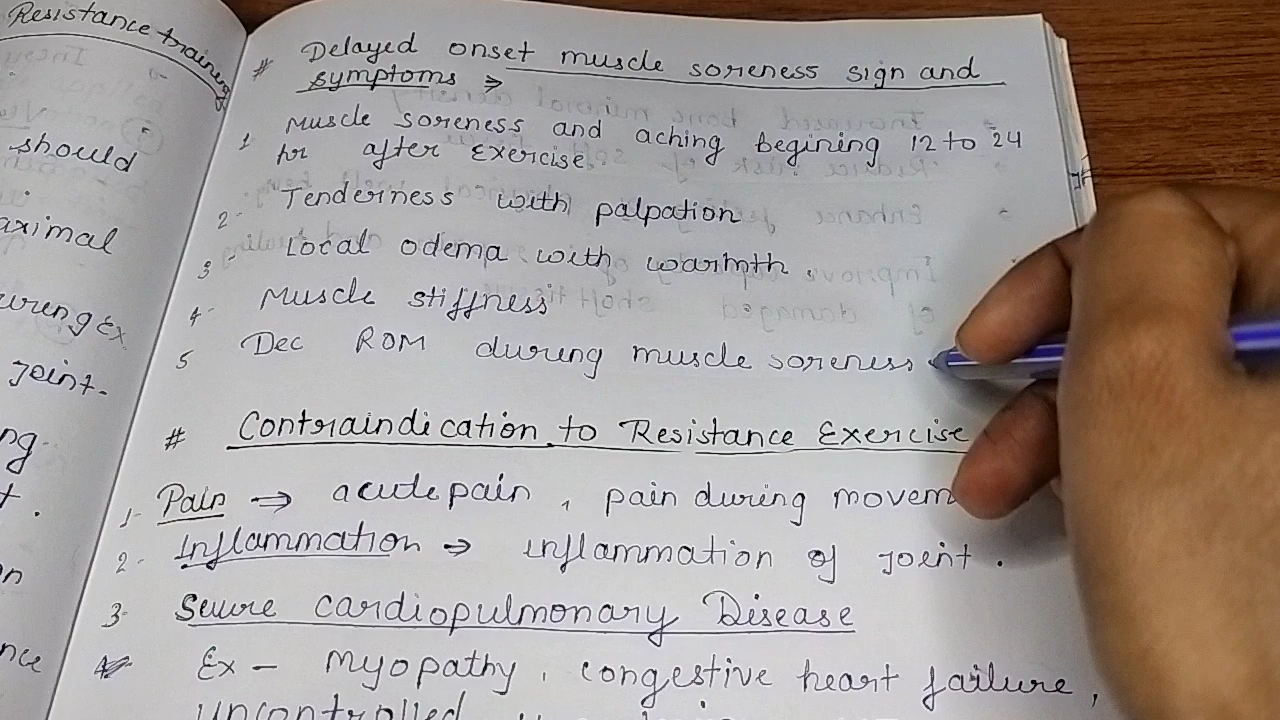 Resistance training
should
aximal
Ex
joint.
ng
# Delayed onset muscle soreness sign and
symptoms ⇒
1 Muscle soreness and aching begining 12 to 24
hr after exercise.
2- Tenderness with palpation
3- Local odema with warmth.
4- Muscle stiffness
5 Dec ROM during muscle soreness
# Contraindication to Resistance Exercise
1- Pain → acute pain, pain during movem
2- Inflammation ⇒ inflammation of joint.
3- Severe cardiopulmonary Disease
Ex - myopathy, congestive heart failure,
uncontrolled